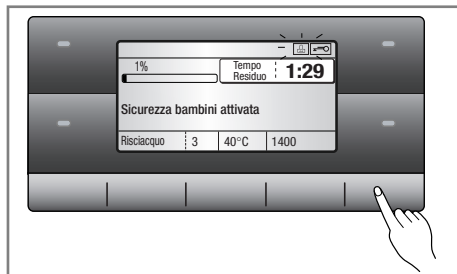 1%
Tempo
Residuo
1:29
Sicurezza bambini attivata
Risciacquo 3 40°C 1400